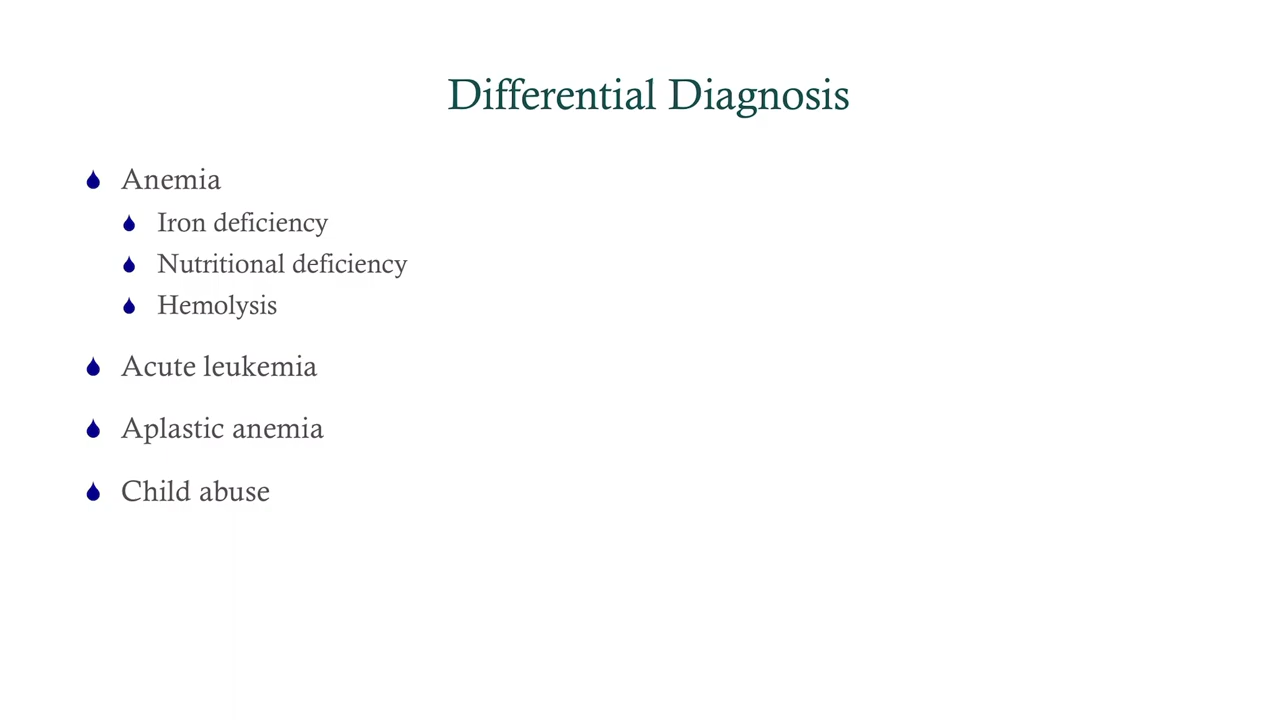 Differential Diagnosis
Anemia
Iron deficiency
Nutritional deficiency
Hemolysis
Acute leukemia
Aplastic anemia
Child abuse